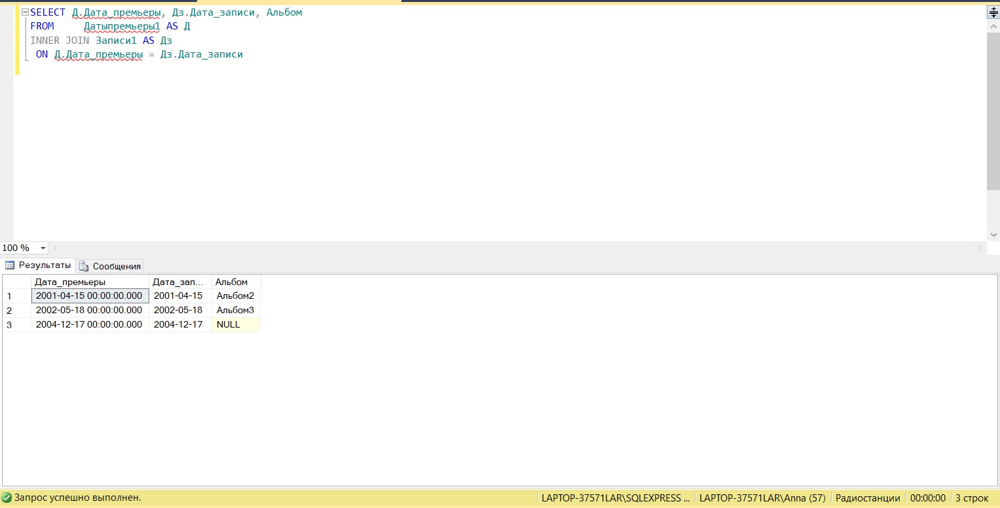 SELECT Д.Дата_премьеры, Дз.Дата_записи, Альбом
FROM Датыпремьеры1 AS Д
INNER JOIN Записи1 AS Дз
ON Д.Дата_премьеры = Дз.Дата_записи
100 %
Результаты Сообщения
Дата_премьеры Дата_зап... Альбом
1 2001-04-15 00:00:00.000 2001-04-15 Альбом2
2 2002-05-18 00:00:00.000 2002-05-18 Альбом3
3 2004-12-17 00:00:00.000 2004-12-17 NULL
Запрос успешно выполнен. LAPTOP-37571LAR\SQLEXPRESS ... LAPTOP-37571LAR\Anna (57) Радиостанции 00:00:00 3 строк